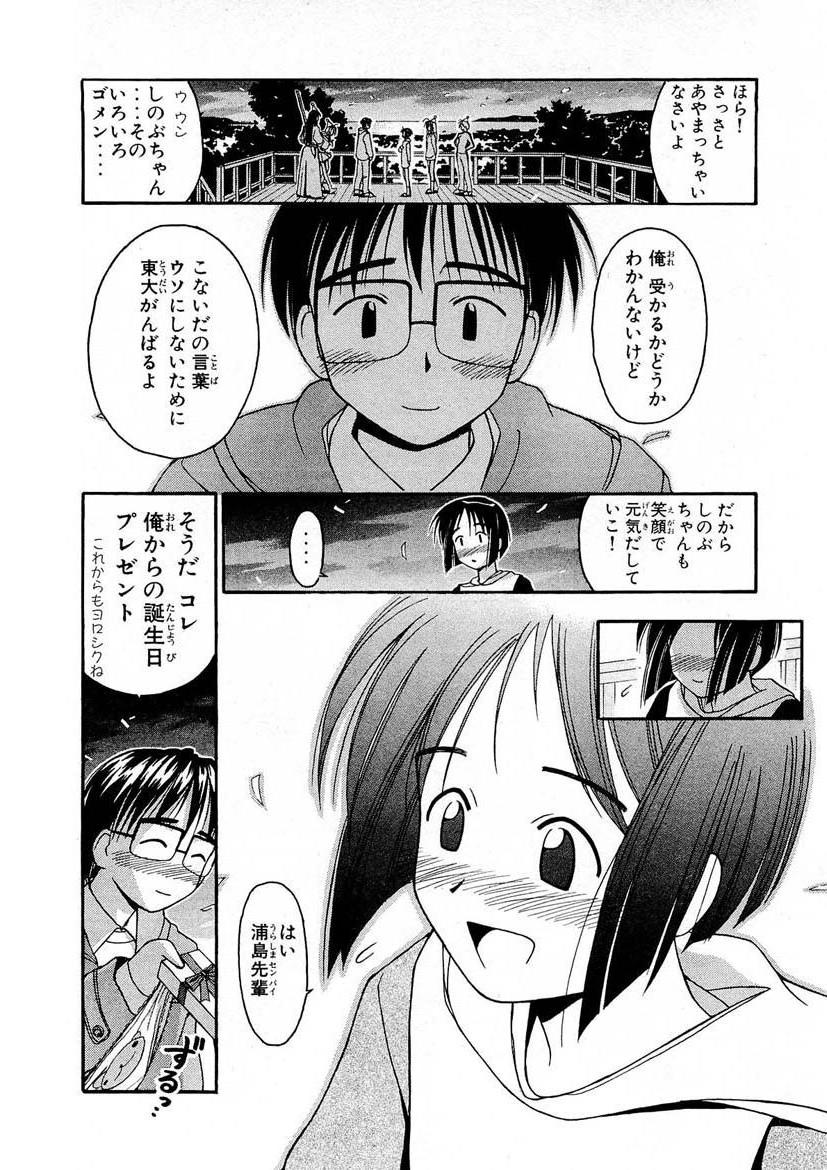 ほら！
さっさと
あやまっちゃい
なさいよ
ウウン
しのぶちゃん
‥‥その
いろいろ
ゴメン‥‥
俺 受かるかどうか
わかんないけど
こないだの言葉
ウソにしないために
東大がんばるよ
だから
しのぶ
ちゃんも
笑顔で
元気だして
いこ！
‥‥
そうだ コレ
俺からの誕生日
プレゼント
これからもヨロシクね
ずるっ
はい
浦島先輩